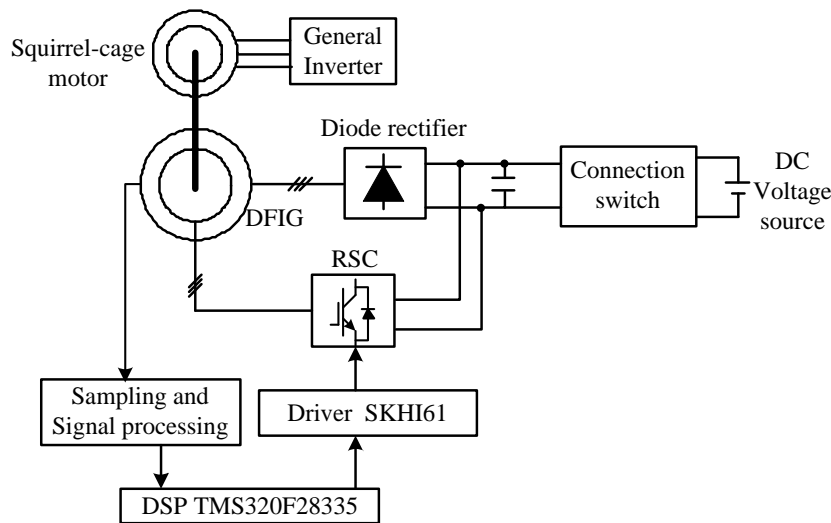 Squirrel-cage
motor
General
Inverter
Diode rectifier
DFIG
Connection
switch
DC
Voltage
source
RSC
Sampling and
Signal processing
Driver SKHI61
DSP TMS320F28335